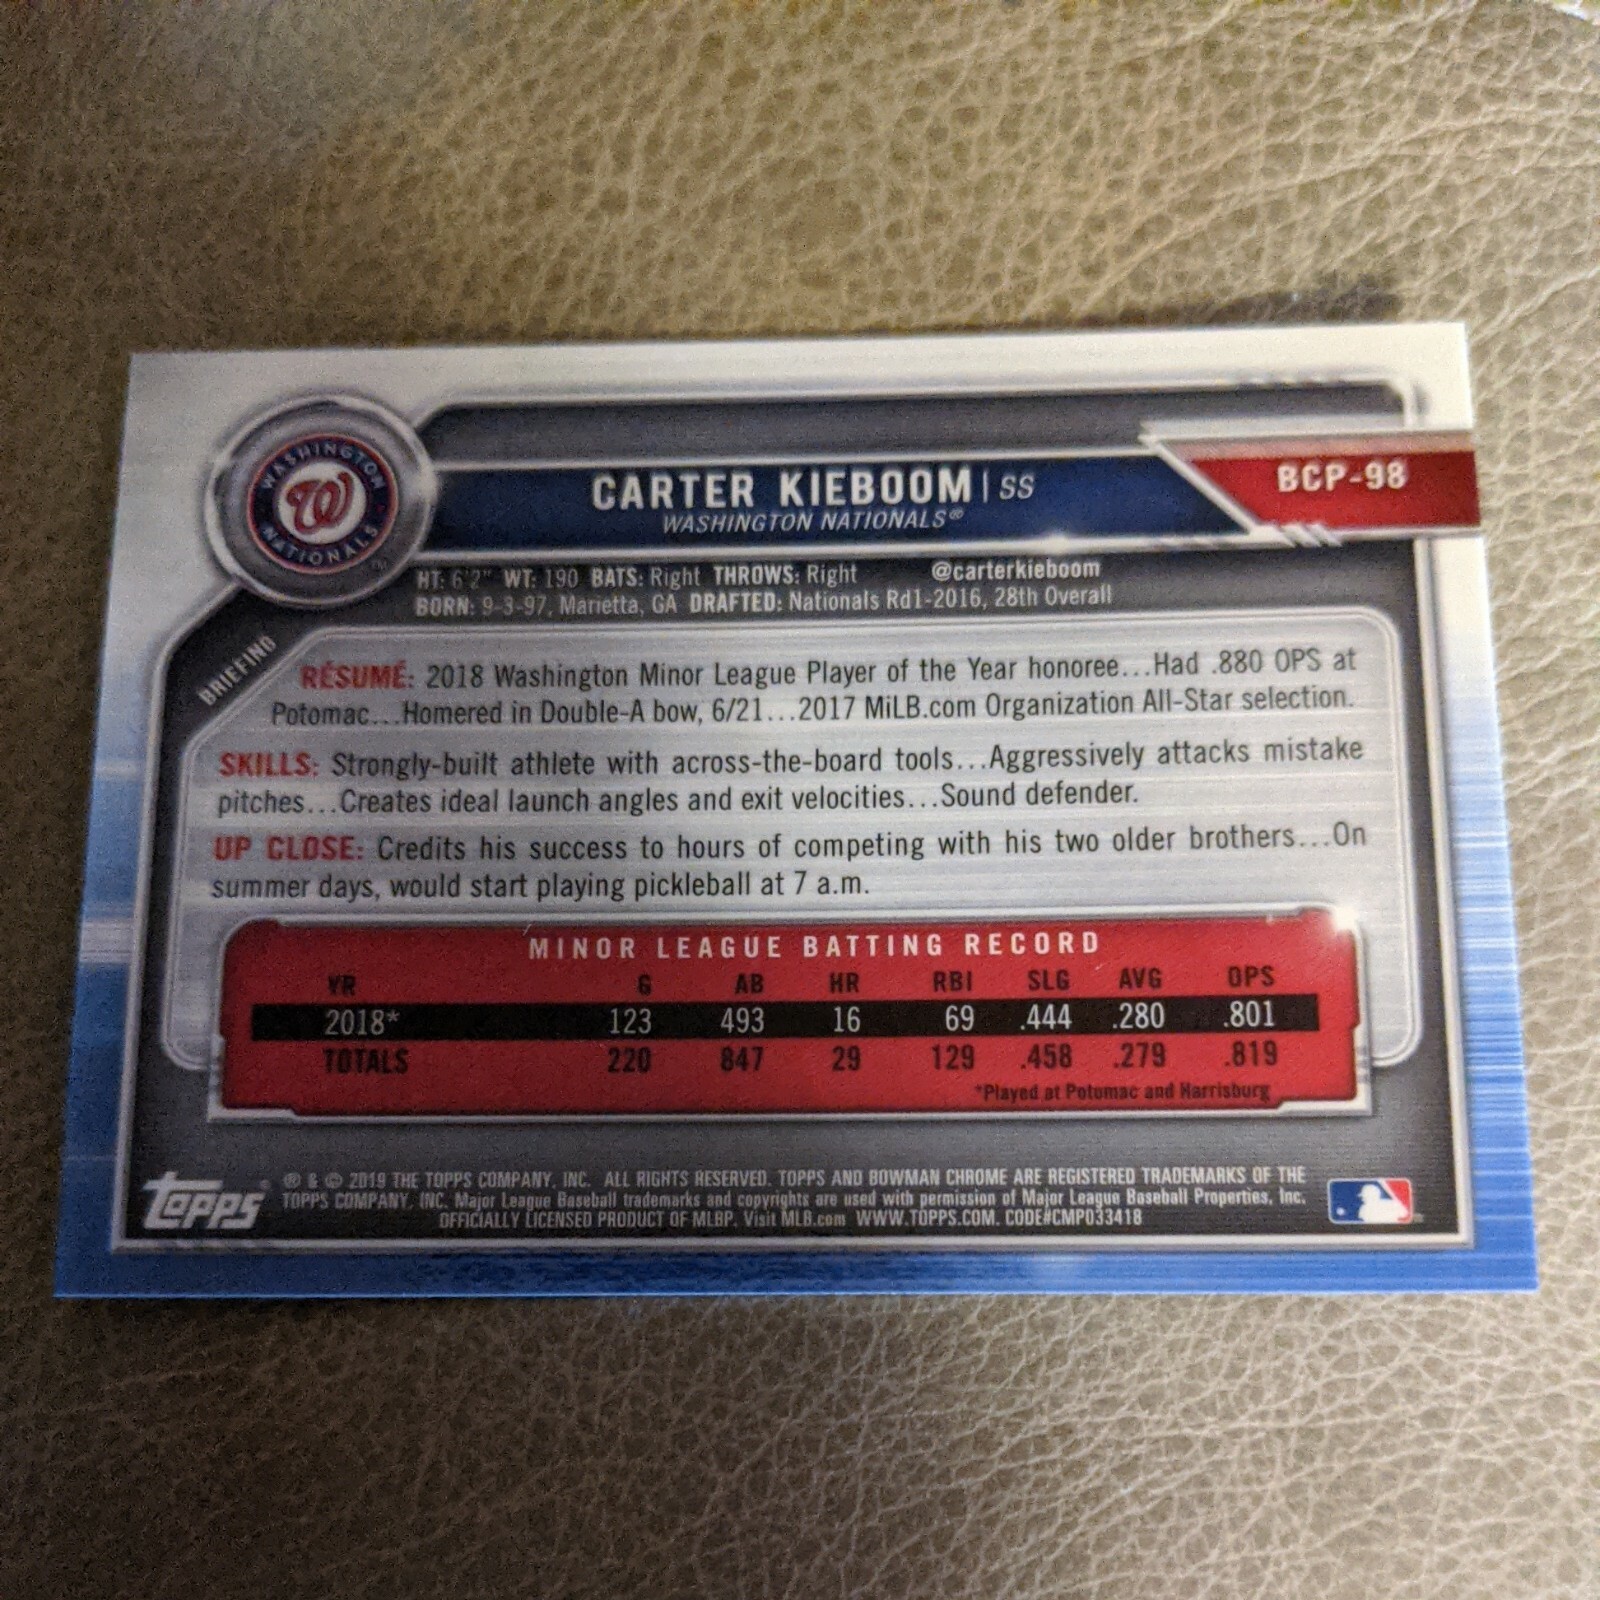 WASHINGTON NATIONALS W ™
CARTER KIEBOOM | SS
BCP-98
WASHINGTON NATIONALS®
HT: 6'2" WT: 190 BATS: Right THROWS: Right @carterkieboom
BORN: 9-3-97, Marietta, GA DRAFTED: Nationals Rd1-2016, 28th Overall
BRIEFING
RÉSUMÉ: 2018 Washington Minor League Player of the Year honoree...Had .880 OPS at
Potomac...Homered in Double-A bow, 6/21...2017 MiLB.com Organization All-Star selection.
SKILLS: Strongly-built athlete with across-the-board tools...Aggressively attacks mistake
pitches...Creates ideal launch angles and exit velocities...Sound defender.
UP CLOSE: Credits his success to hours of competing with his two older brothers...On
summer days, would start playing pickleball at 7 a.m.
MINOR LEAGUE BATTING RECORD
YR G AB HR RBI SLG AVG OPS
2018* 123 493 16 69 .444 .280 .801
TOTALS 220 847 29 129 .458 .279 .819
*Played at Potomac and Harrisburg
topps®
® & © 2019 THE TOPPS COMPANY, INC. ALL RIGHTS RESERVED. TOPPS AND BOWMAN CHROME ARE REGISTERED TRADEMARKS OF THE
TOPPS COMPANY, INC. Major League Baseball trademarks and copyrights are used with permission of Major League Baseball Properties, Inc.
OFFICIALLY LICENSED PRODUCT OF MLBP. Visit MLB.com WWW.TOPPS.COM. CODE#CMP033418